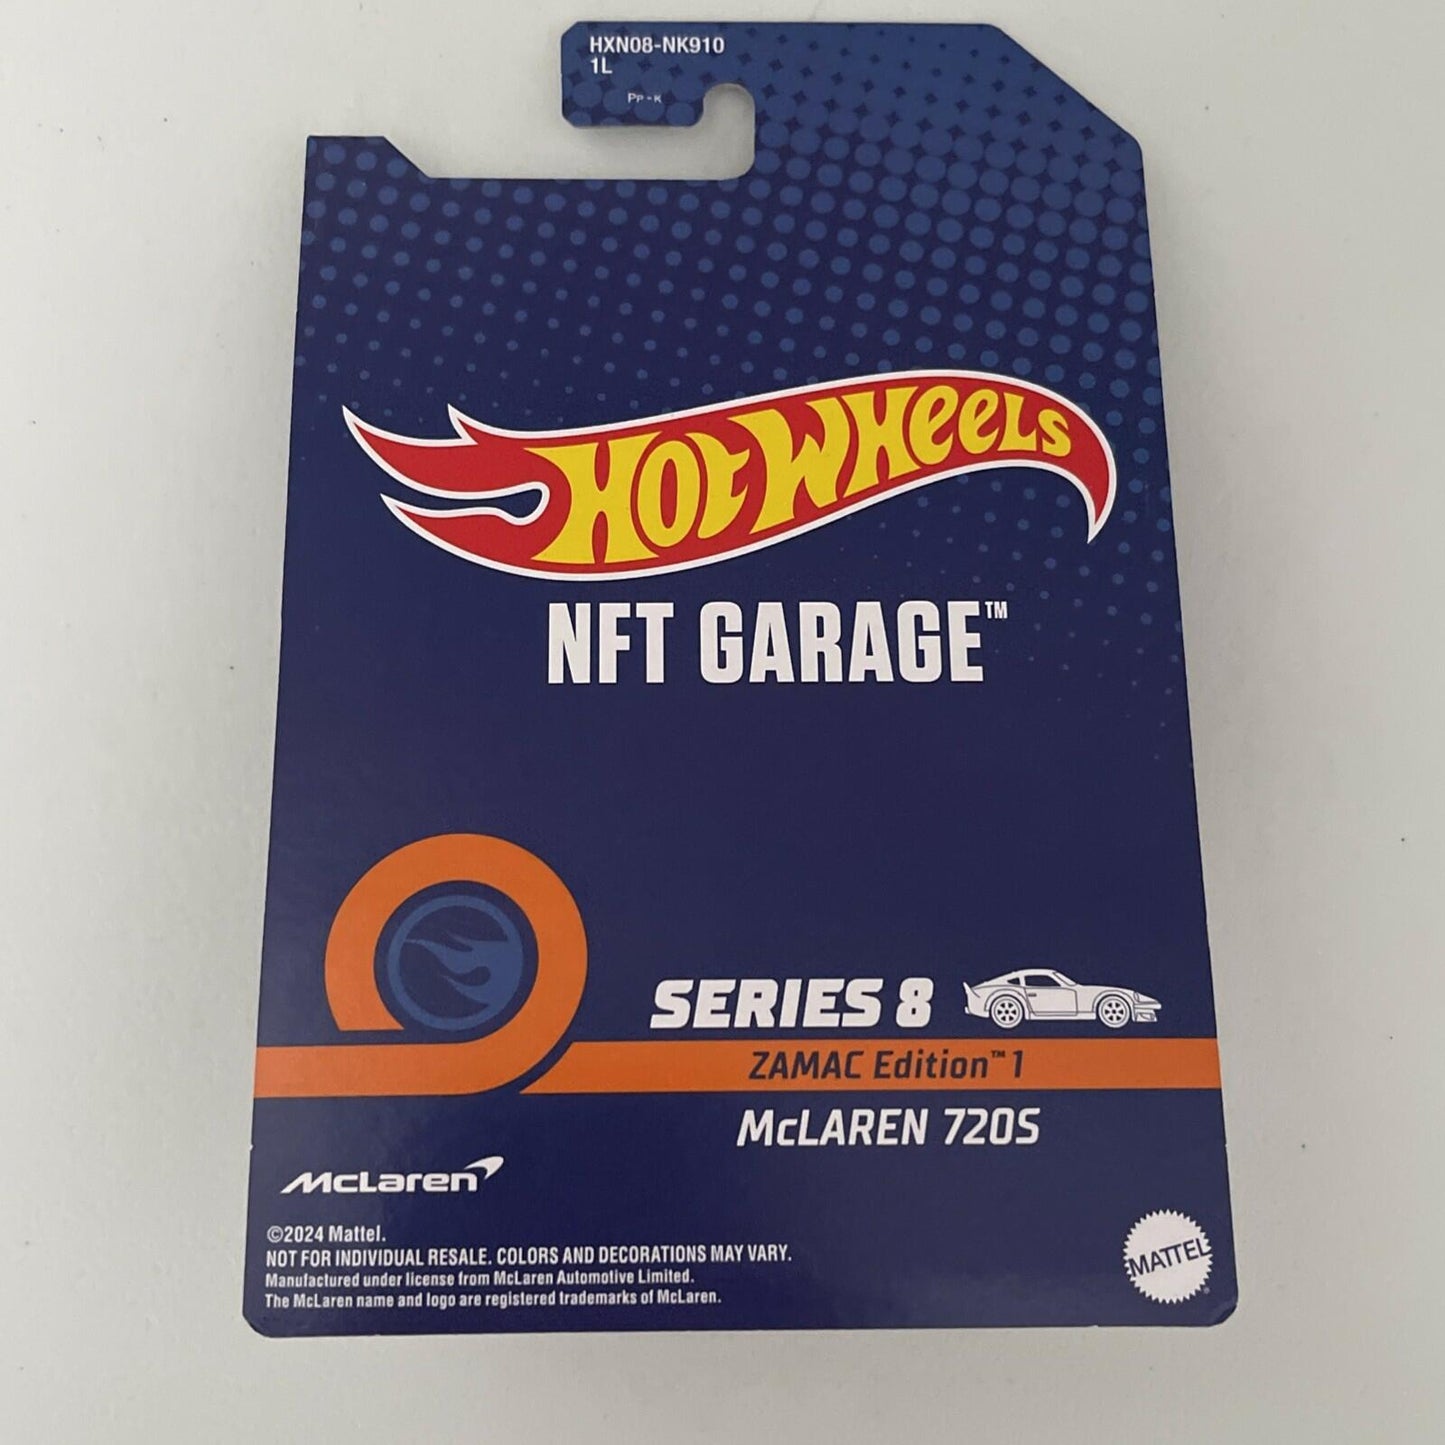 HXN08-NK910
1L
PP-K
HOT WHEELS
NFT GARAGE™
SERIES 8
ZAMAC Edition™ 1
McLAREN 720S
McLaren
©2024 Mattel.
NOT FOR INDIVIDUAL RESALE. COLORS AND DECORATIONS MAY VARY.
Manufactured under license from McLaren Automotive Limited.
The McLaren name and logo are registered trademarks of McLaren.
MATTEL®